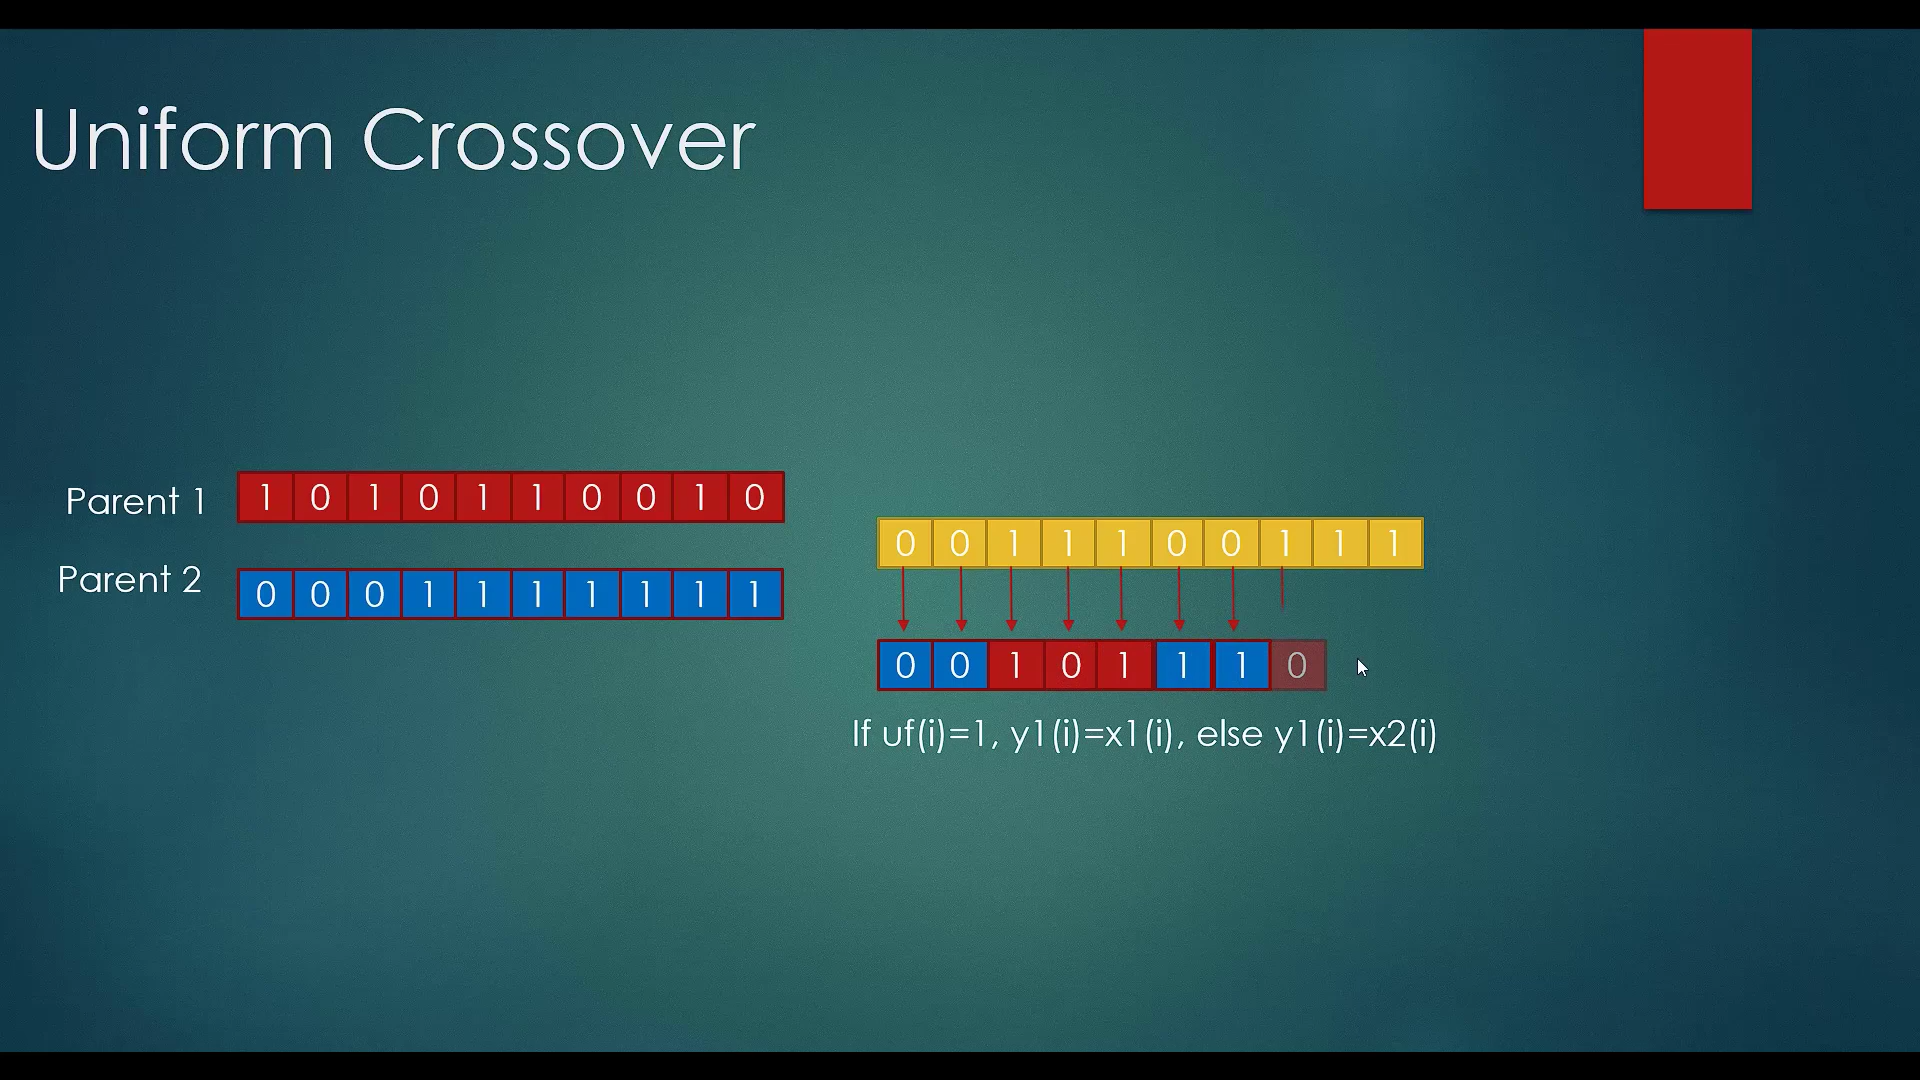 Uniform Crossover
Parent 1 1 0 1 0 1 1 0 0 1 0
Parent 2 0 0 0 1 1 1 1 1 1 1
0 0 1 1 1 0 0 1 1 1
0 0 1 0 1 1 1 0
If uf(i)=1, y1(i)=x1(i), else y1(i)=x2(i)